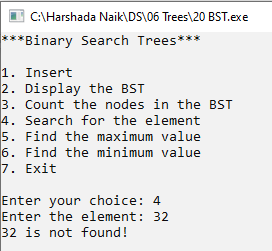 C:\Harshada Naik\DS\06 Trees\20 BST.exe
***Binary Search Trees***
1. Insert
2. Display the BST
3. Count the nodes in the BST
4. Search for the element
5. Find the maximum value
6. Find the minimum value
7. Exit
Enter your choice: 4
Enter the element: 32
32 is not found!